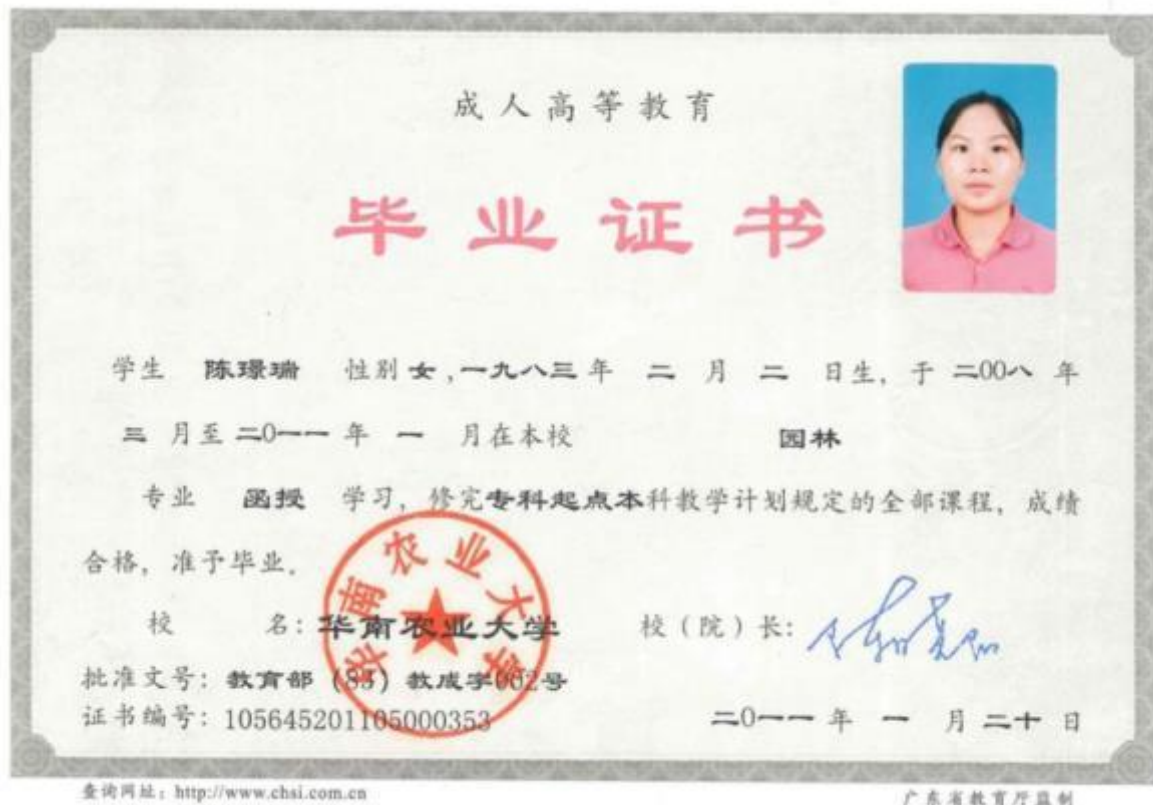 成人高等教育
毕业证书
学生 陈璟瑞 性别 女 , 一九八三 年 二 月 二 日生, 于 二00八 年
三 月至 二0一一 年 一 月在本校 园林
专业 函授 学习, 修完专科起点本科教学计划规定的全部课程, 成绩
合格, 准予毕业。
校 名: 华南农业大学 校（院）长:
批准文号: 教育部 (83) 教成字002号
证书编号: 105645201105000353 二0一一 年 一 月 二十 日
华南农业大学
查询网址: http://www.chsi.com.cn 广东省教育厅监制